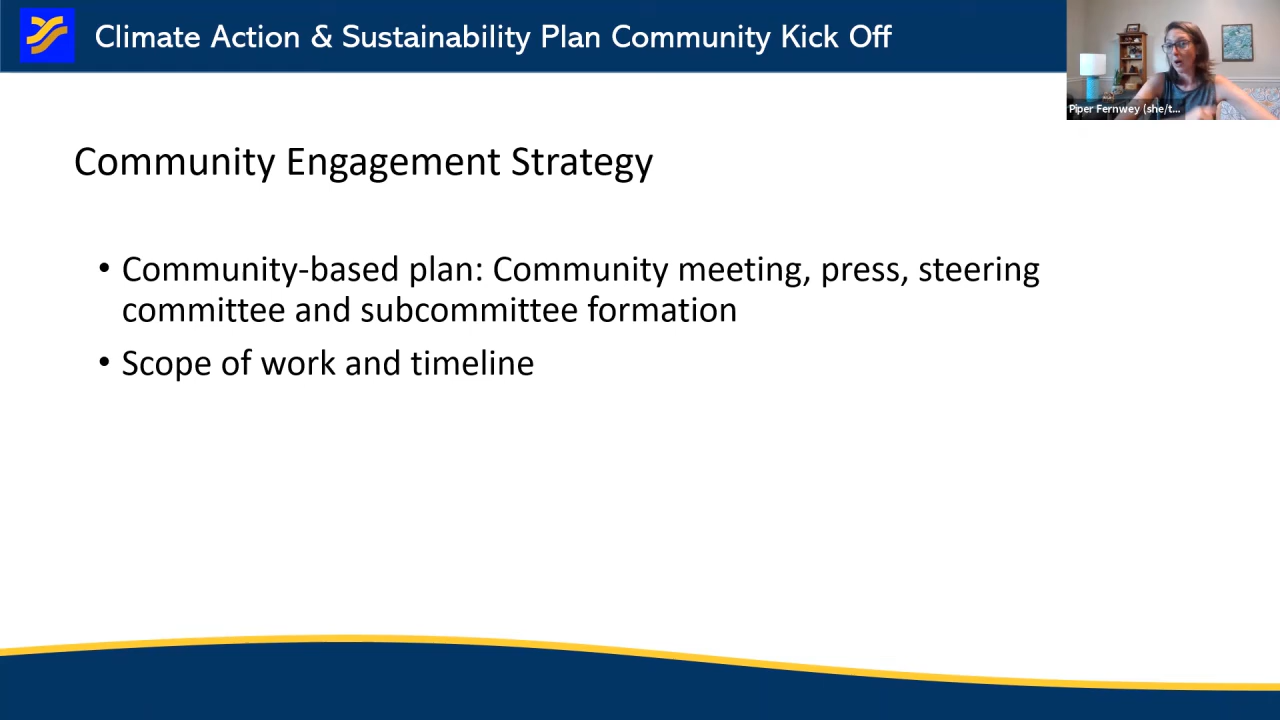 Climate Action & Sustainability Plan Community Kick Off
Piper Fernwey (she/t...
Community Engagement Strategy
• Community-based plan: Community meeting, press, steering
committee and subcommittee formation
• Scope of work and timeline